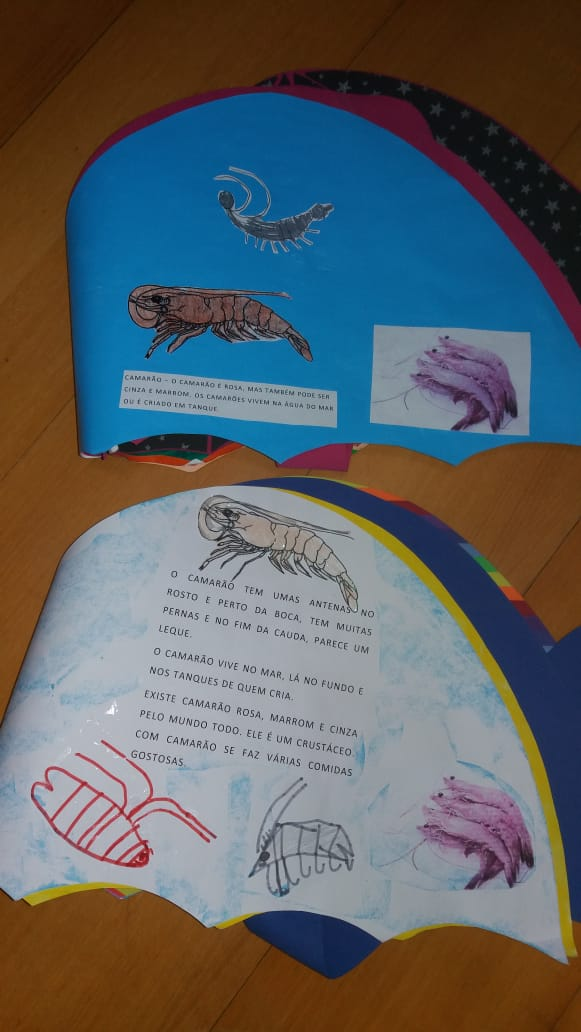 CAMARÃO – O CAMARÃO E ROSA, MAS TAMBÉM PODE SER
CINZA E MARROM. OS CAMARÕES VIVEM NA ÁGUA DO MAR
OU É CRIADO EM TANQUE.
O CAMARÃO TEM UMAS ANTENAS NO
ROSTO E PERTO DA BOCA, TEM MUITAS
PERNAS E NO FIM DA CAUDA, PARECE UM
LEQUE.
O CAMARÃO VIVE NO MAR, LÁ NO FUNDO E
NOS TANQUES DE QUEM CRIA.
EXISTE CAMARÃO ROSA, MARROM E CINZA
PELO MUNDO TODO. ELE É UM CRUSTÁCEO.
COM CAMARÃO SE FAZ VÁRIAS COMIDAS
GOSTOSAS.